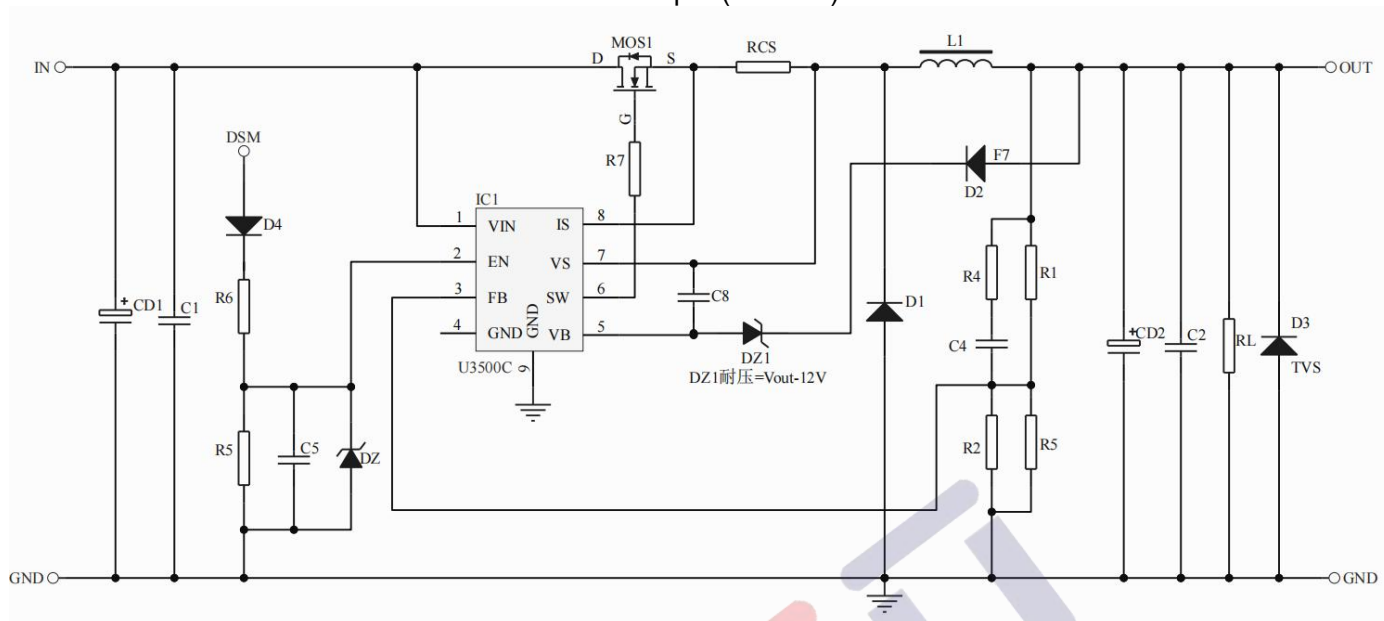 MOS1
RCS
L1
IN
D
S
OUT
G
DSM
R7
F7
D2
IC1
D4
1
VIN
IS
8
2
EN
VS
7
R4
R1
R6
3
FB
SW
6
C8
+
CD1
C1
D1
4
GND
GND
VB
5
+
CD2
C2
RL
D3
C4
TVS
U3500C
9
DZ1
DZ1耐压=Vout-12V
R5
C5
DZ
R2
R5
GND
GND